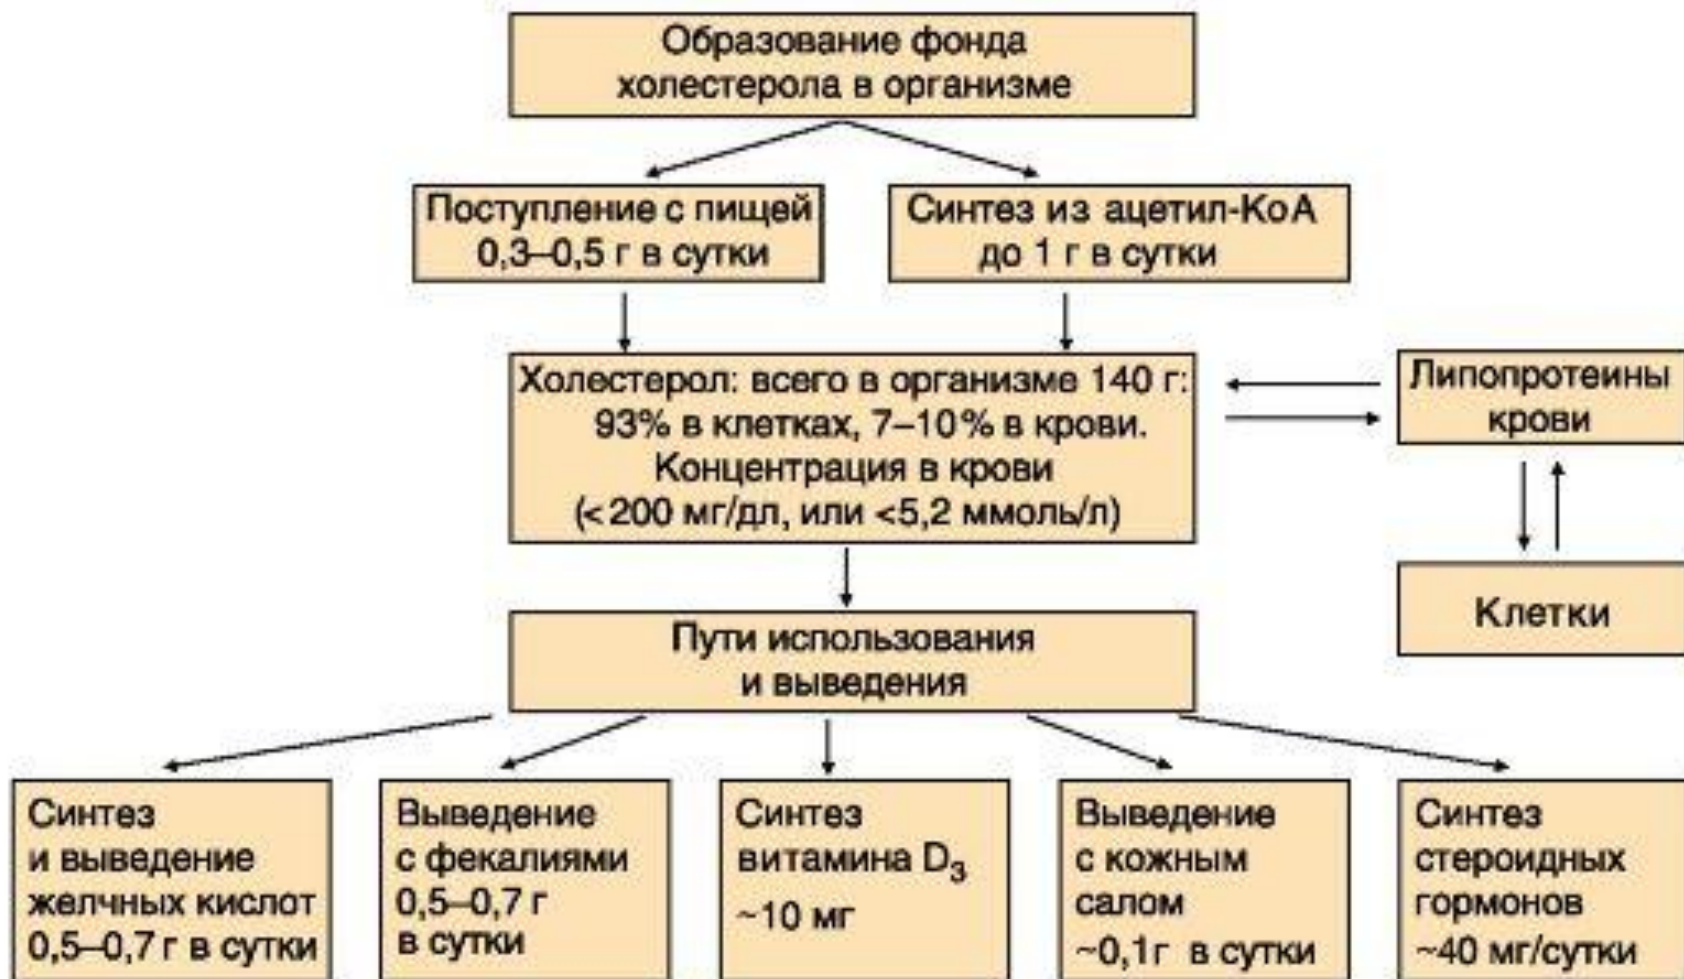 Образование фонда
холестерола в организме
Поступление с пищей
0,3–0,5 г в сутки
Синтез из ацетил-КоА
до 1 г в сутки
Холестерол: всего в организме 140 г:
93% в клетках, 7–10% в крови.
Концентрация в крови
(<200 мг/дл, или <5,2 ммоль/л)
Липопротеины
крови
Клетки
Пути использования
и выведения
Синтез
и выведение
желчных кислот
0,5–0,7 г в сутки
Выведение
с фекалиями
0,5–0,7 г
в сутки
Синтез
витамина D₃
~10 мг
Выведение
с кожным
салом
~0,1г в сутки
Синтез
стероидных
гормонов
~40 мг/сутки